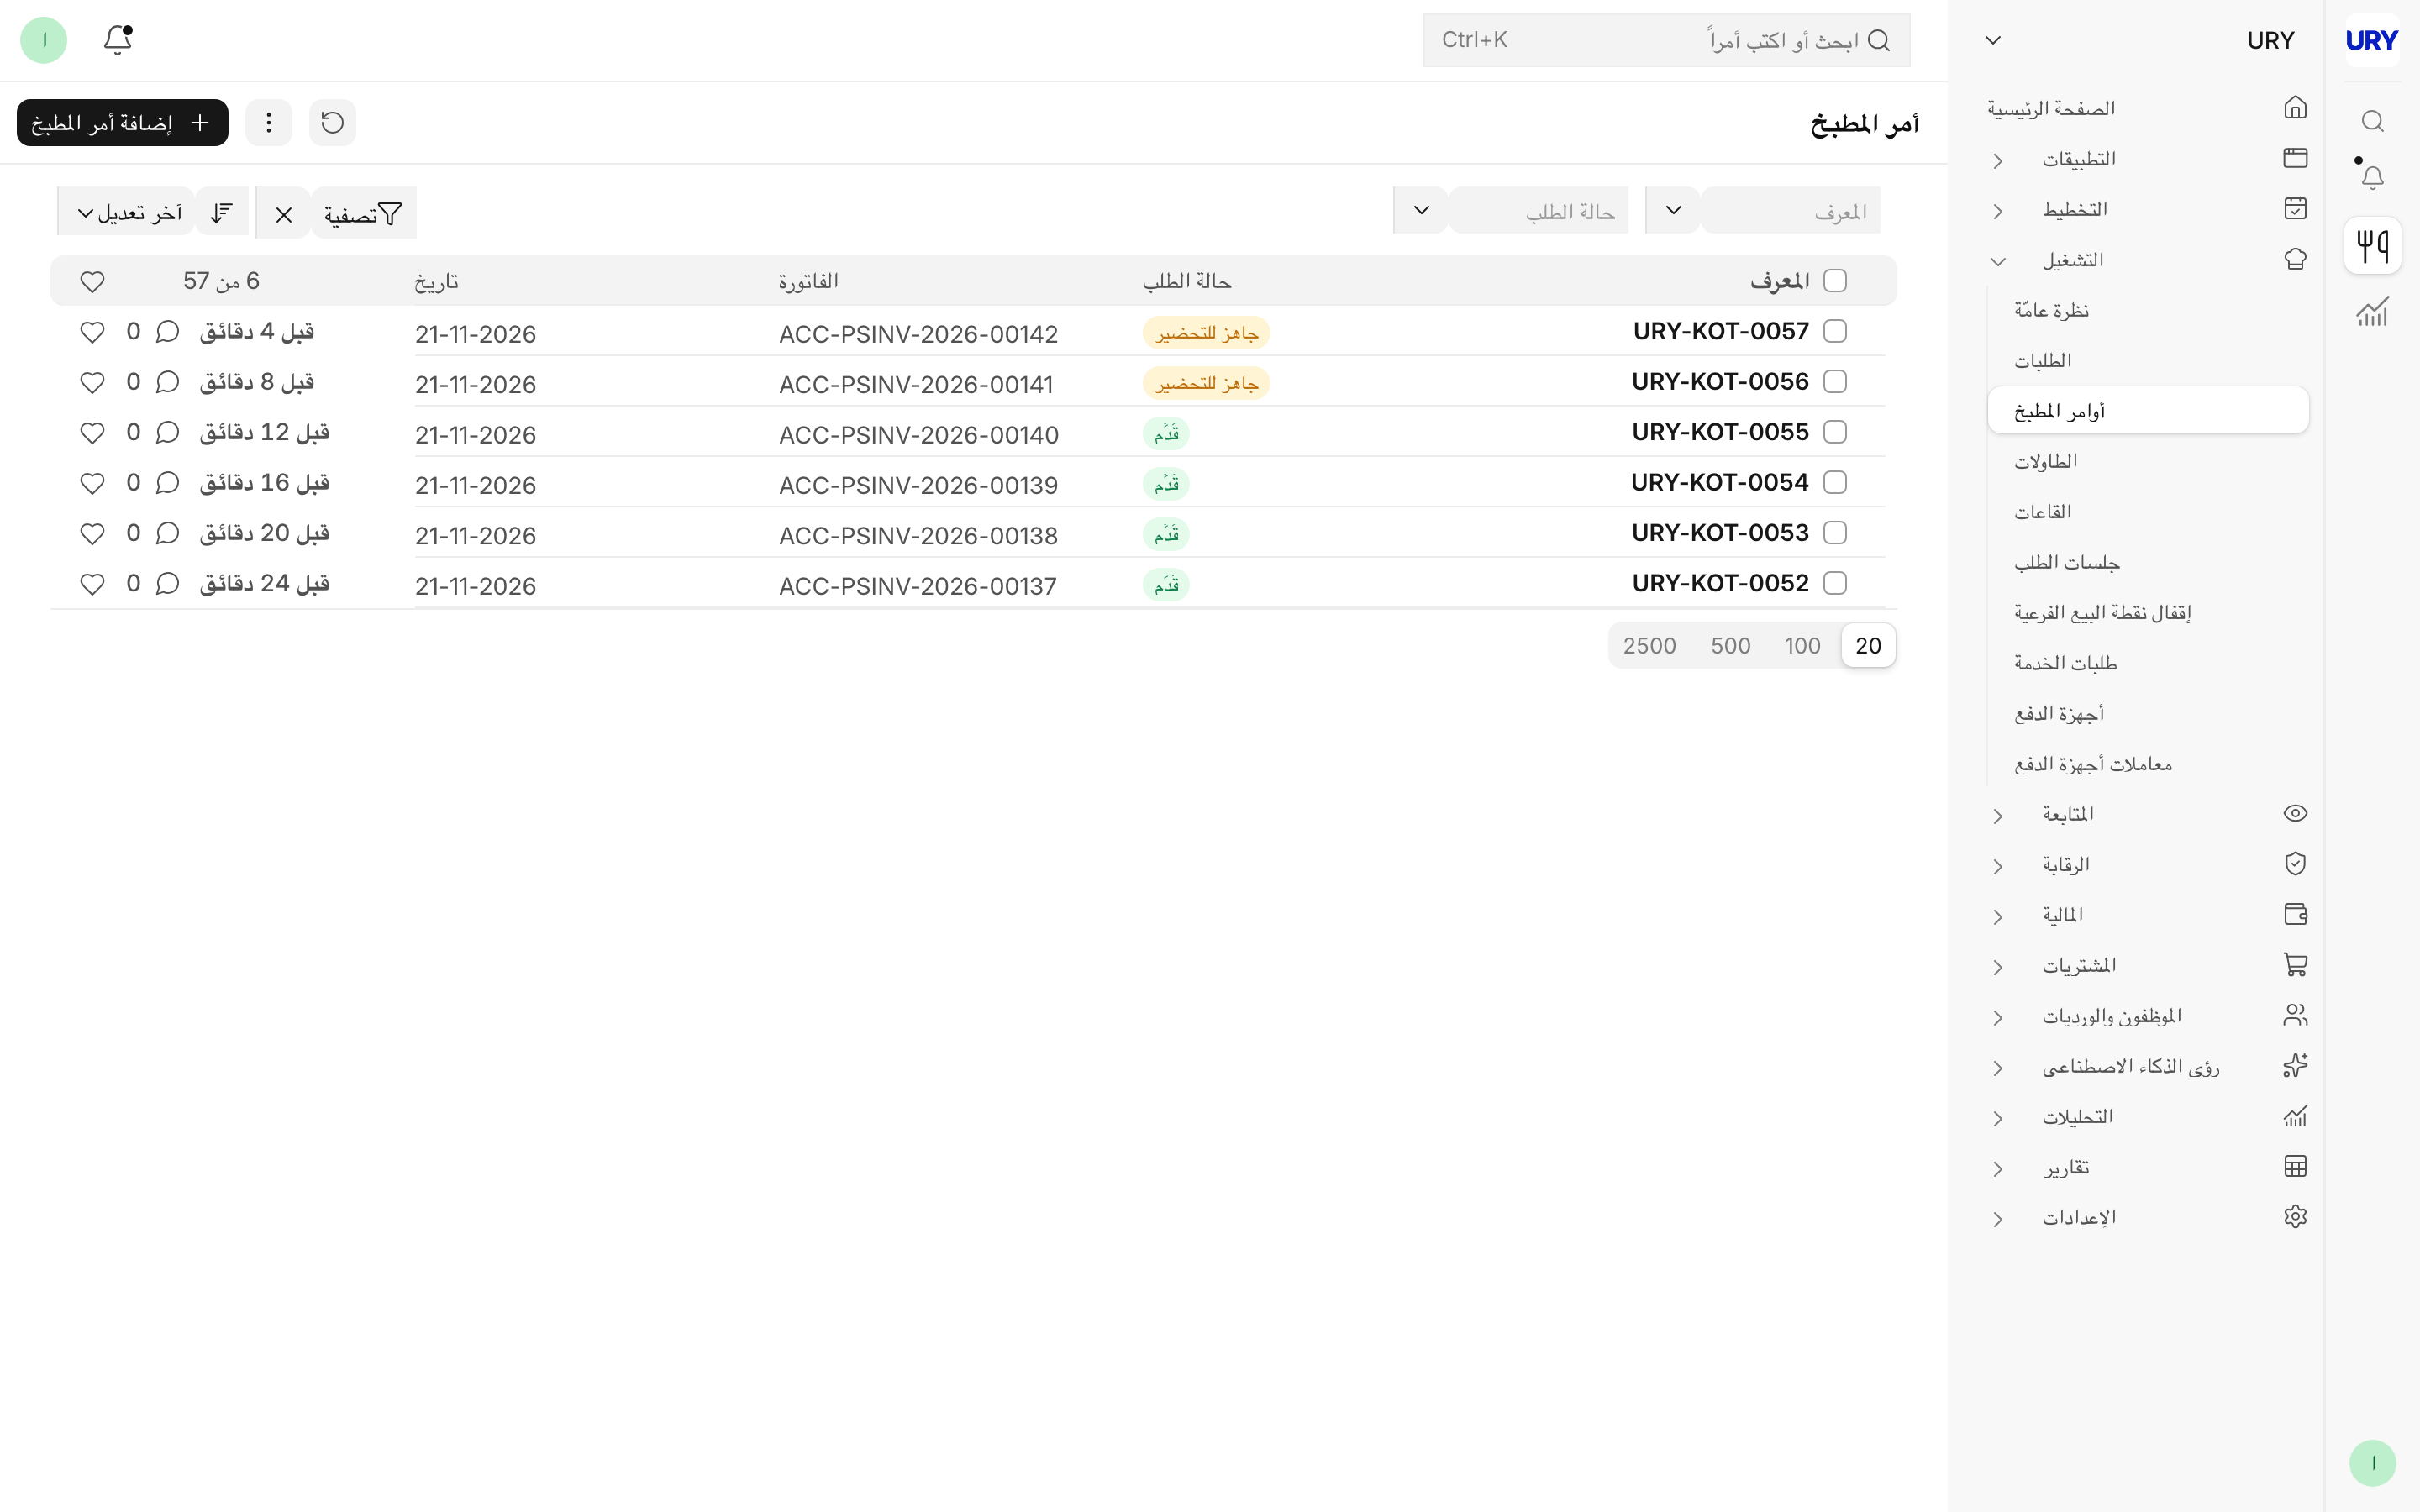 URY
URY
ابحث أو اكتب أمراً Ctrl+K
ا
الصفحة الرئيسية
التطبيقات
التخطيط
التشغيل
نظرة عامّة
الطلبات
أوامر المطبخ
الطاولات
القاعات
جلسات الطلب
إقفال نقطة البيع الفرعية
طلبات الخدمة
أجهزة الدفع
معاملات أجهزة الدفع
المتابعة
الرقابة
المالية
المشتريات
الموظفون والورديات
رؤى الذكاء الاصطناعي
التحليلات
تقارير
الإعدادات
ا
أمر المطبخ
إضافة أمر المطبخ
المعرف حالة الطلب تصفية آخر تعديل
المعرف حالة الطلب الفاتورة تاريخ 6 من 57
URY-KOT-0057 جاهز للتحضير ACC-PSINV-2026-00142 21-11-2026 قبل 4 دقائق 0
URY-KOT-0056 جاهز للتحضير ACC-PSINV-2026-00141 21-11-2026 قبل 8 دقائق 0
URY-KOT-0055 قُدّم ACC-PSINV-2026-00140 21-11-2026 قبل 12 دقائق 0
URY-KOT-0054 قُدّم ACC-PSINV-2026-00139 21-11-2026 قبل 16 دقائق 0
URY-KOT-0053 قُدّم ACC-PSINV-2026-00138 21-11-2026 قبل 20 دقائق 0
URY-KOT-0052 قُدّم ACC-PSINV-2026-00137 21-11-2026 قبل 24 دقائق 0
20 100 500 2500